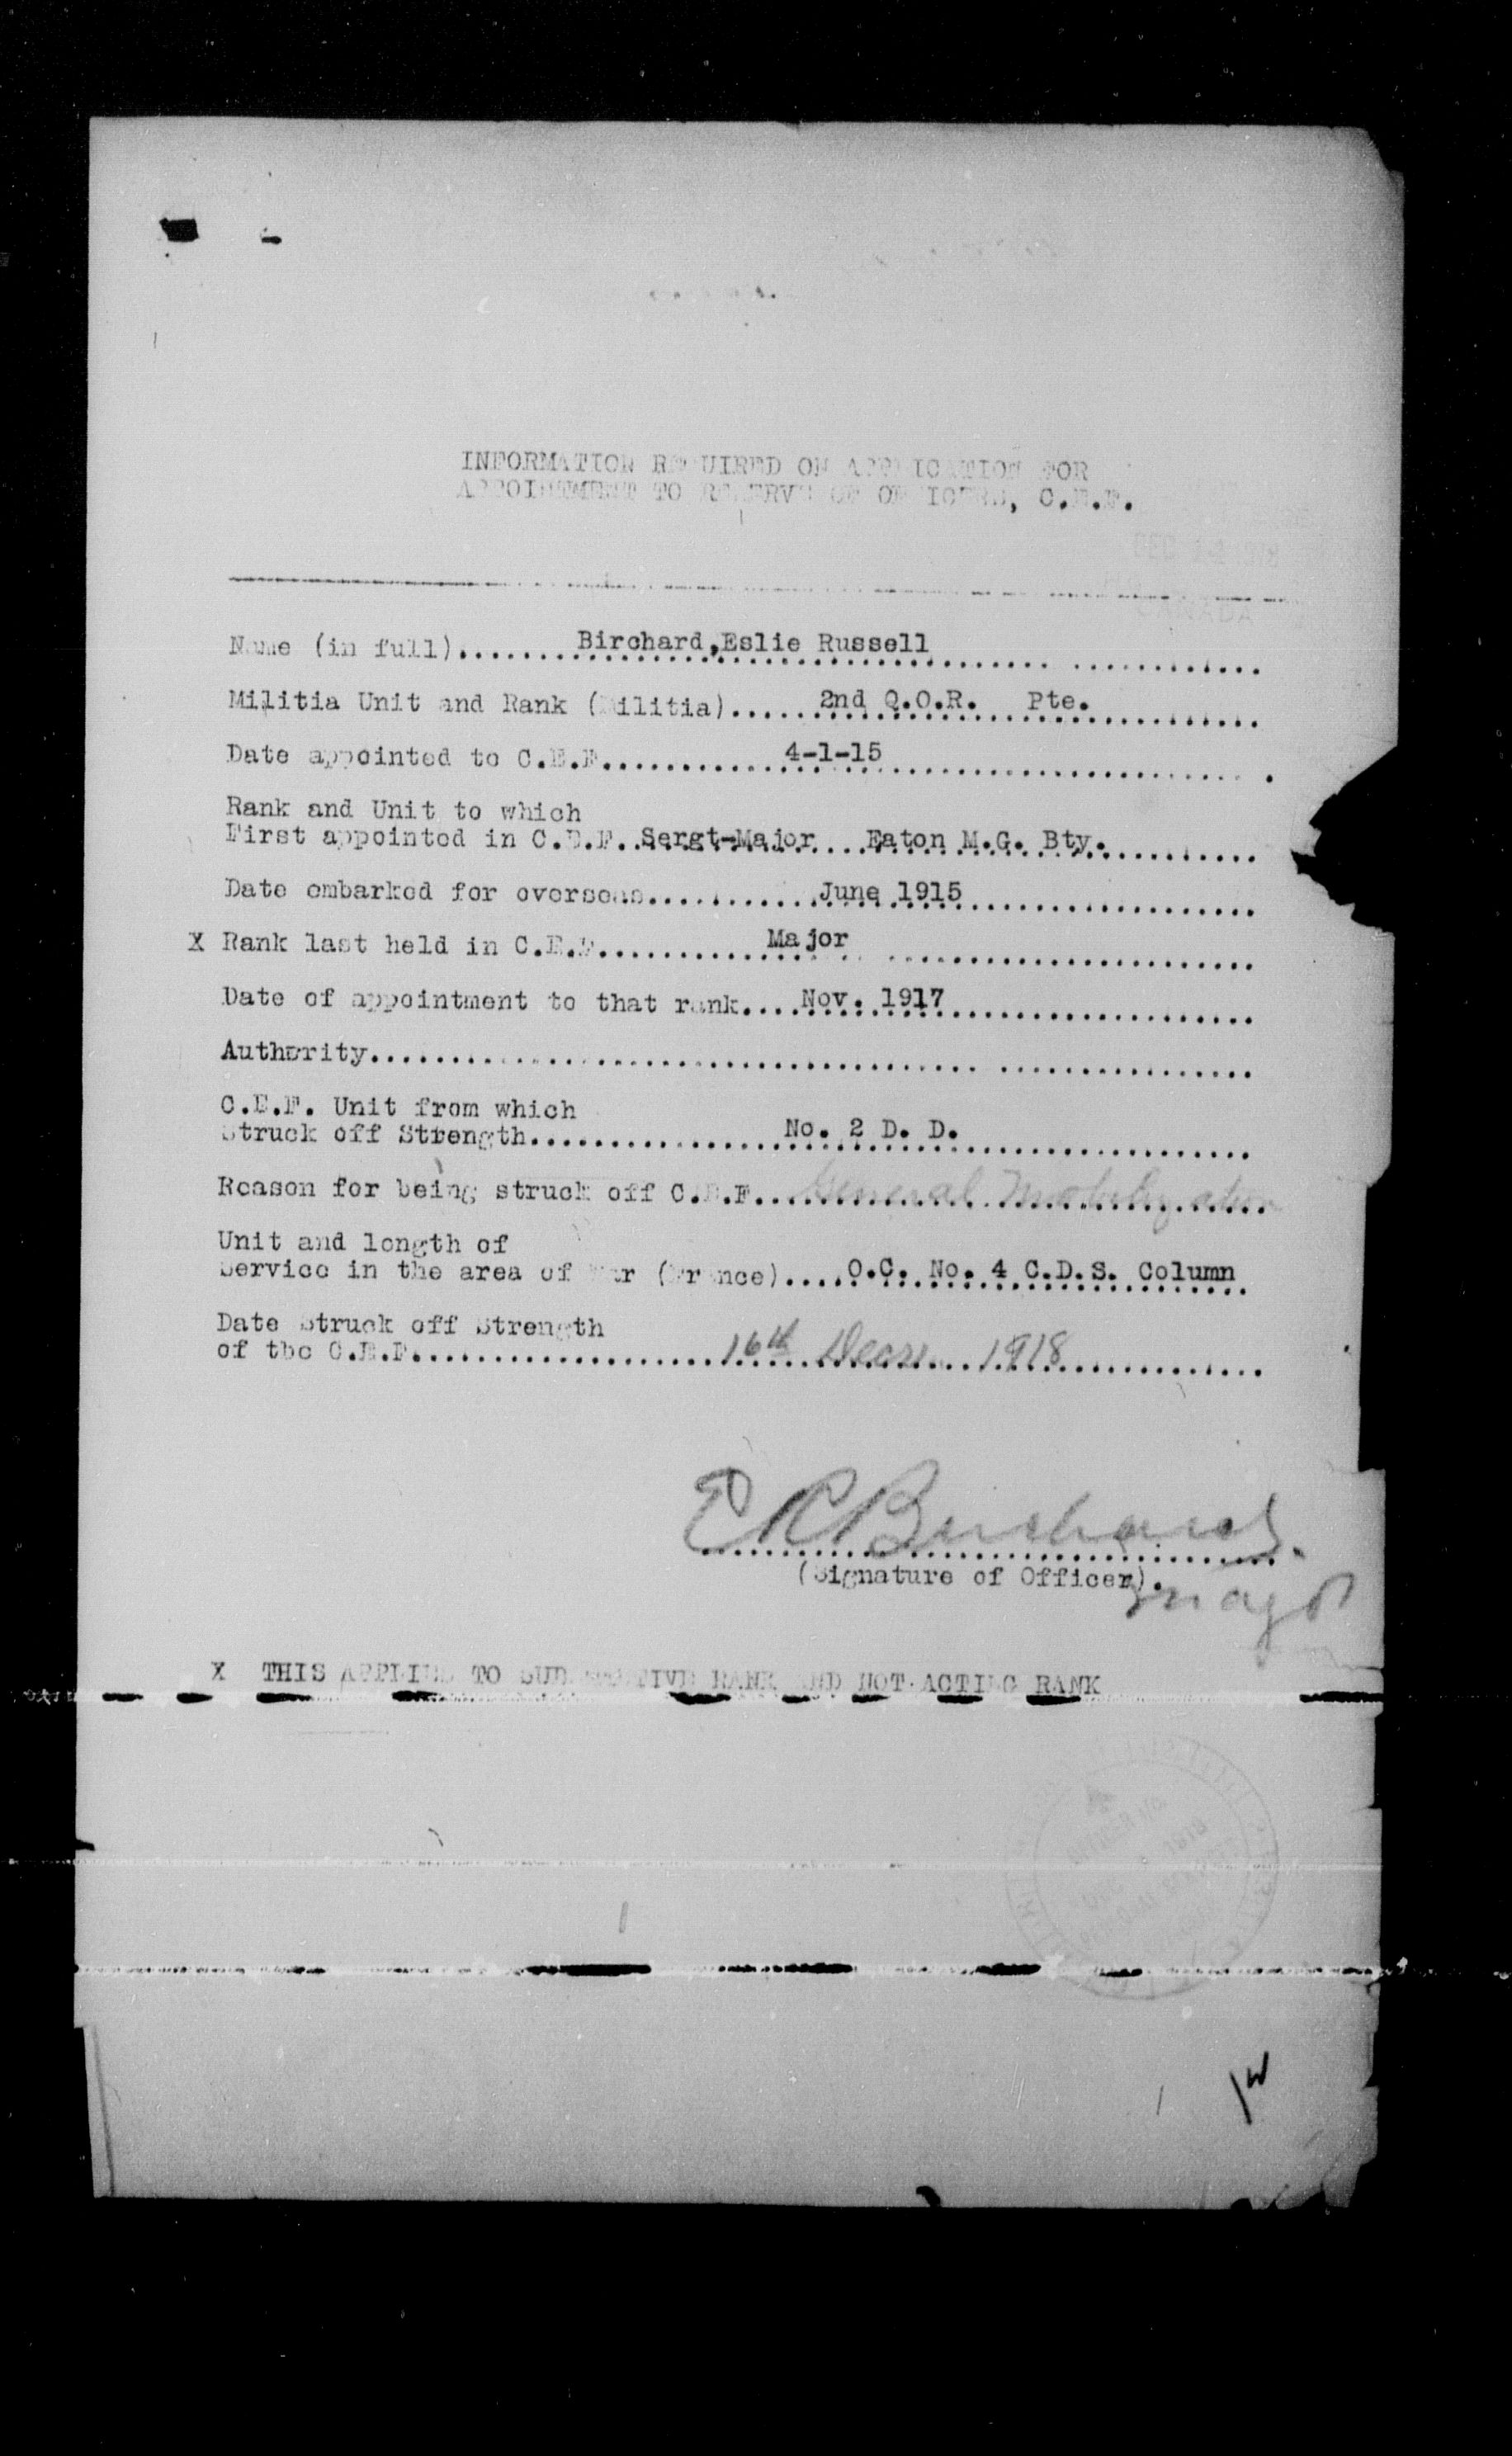 INFORMATION REQUIRED ON APPLICATION FOR
APPOINTMENT TO RESERVE OF OFFICERS, C.E.F.
DEC
CANADA
Name (in full)......Birchard,Eslie Russell......
Militia Unit and Rank (Militia)......2nd Q.O.R. Pte.......
Date appointed to C.E.F......4-1-15......
Rank and Unit to which
First appointed in C.E.F..Sergt-Major...Eaton M.G. Bty.......
Date embarked for overseas......June 1915......
X Rank last held in C.E.F......Major......
Date of appointment to that rank....Nov. 1917......
Authority......
C.E.F. Unit from which
Struck off Strength......No. 2 D. D.......
Reason for being struck off C.E.F...General
Unit and length of
Service in the area of War (France)....O.C. No. 4 C.D.S. Column
Date Struck off Strength
of the C.E.F......16th Decr. 1918......
E R Birchard.
(Signature of Officer).
Major
X THIS APPLIES TO SUBSTANTIVE RANK AND NOT ACTING RANK